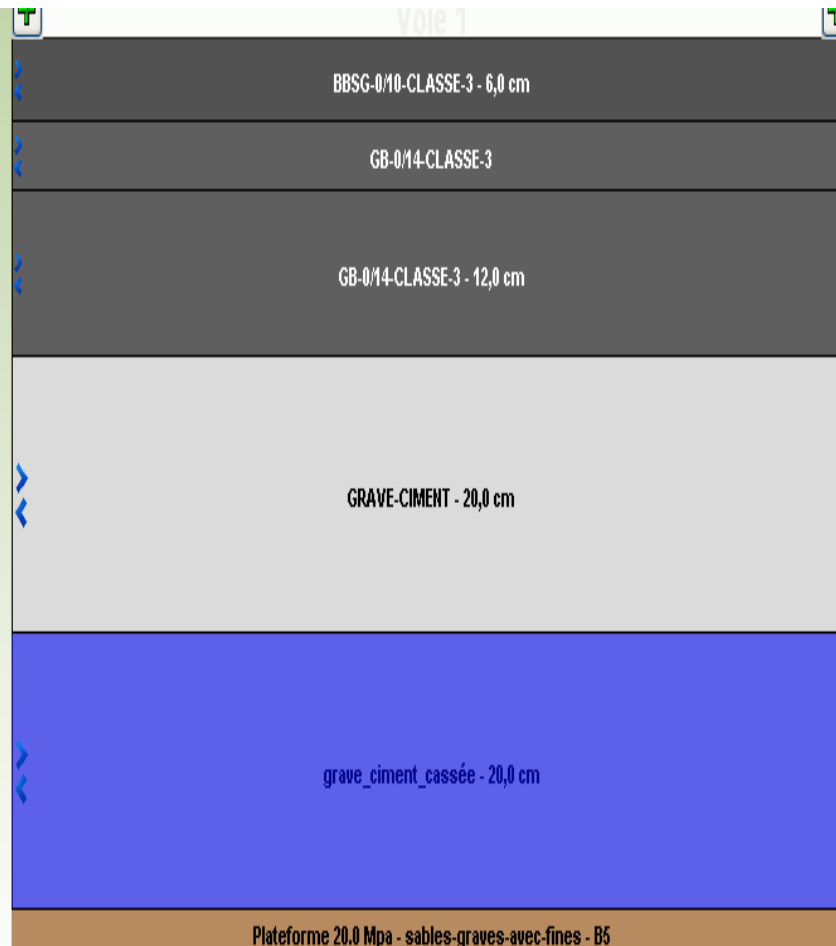 Voie 1
BBSG-0/10-CLASSE-3 - 6,0 cm
GB-0/14-CLASSE-3
GB-0/14-CLASSE-3 - 12,0 cm
GRAVE-CIMENT - 20,0 cm
grave_ciment_cassée - 20,0 cm
Plateforme 20.0 Mpa - sables-graves-avec-fines - B5